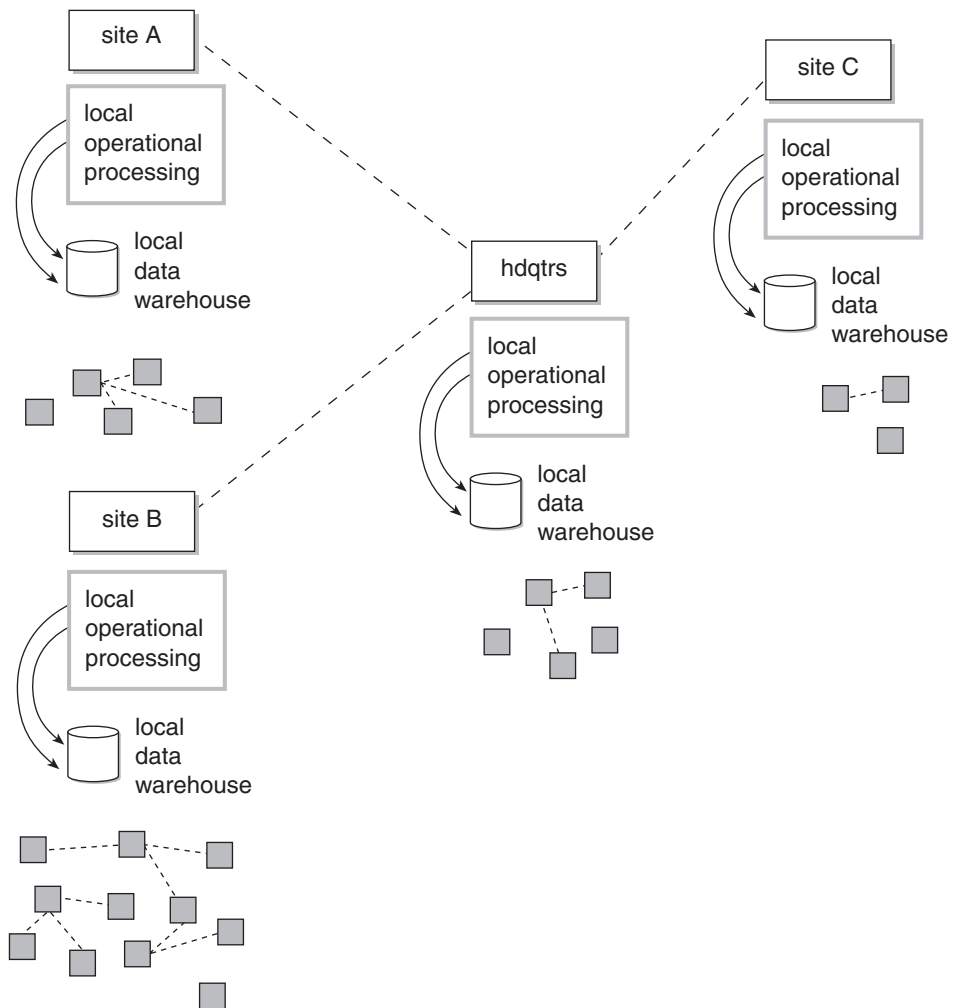 site A
local
operational
processing
local
data
warehouse
site C
local
operational
processing
local
data
warehouse
hdqtrs
local
operational
processing
local
data
warehouse
site B
local
operational
processing
local
data
warehouse